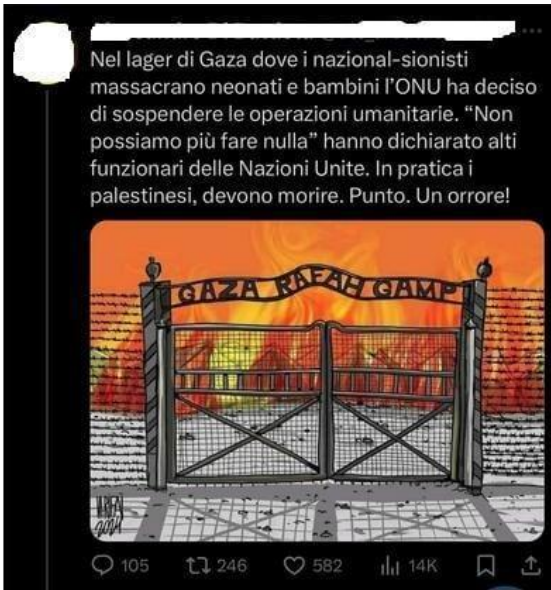 Nel lager di Gaza dove i nazional-sionisti
massacrano neonati e bambini l'ONU ha deciso
di sospendere le operazioni umanitarie. “Non
possiamo più fare nulla” hanno dichiarato alti
funzionari delle Nazioni Unite. In pratica i
palestinesi, devono morire. Punto. Un orrore!
GAZA RAFAH GAMP
2024
105 246 582 14K